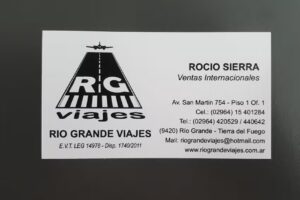 RG
viajes
RIO GRANDE VIAJES
E.V.T. LEG 14976 - Disp. 1749/2011
ROCIO SIERRA
Ventas Internacionales
Av. San Martin 754 - Piso 1 Of. 1
Cel.: (02964) 15 401284
Tel.: (02964) 420529 / 440642
(9420) Río Grande - Tierra del Fuego
Mail: riograndeviajes@hotmail.com
www.riograndeviajes.com.ar